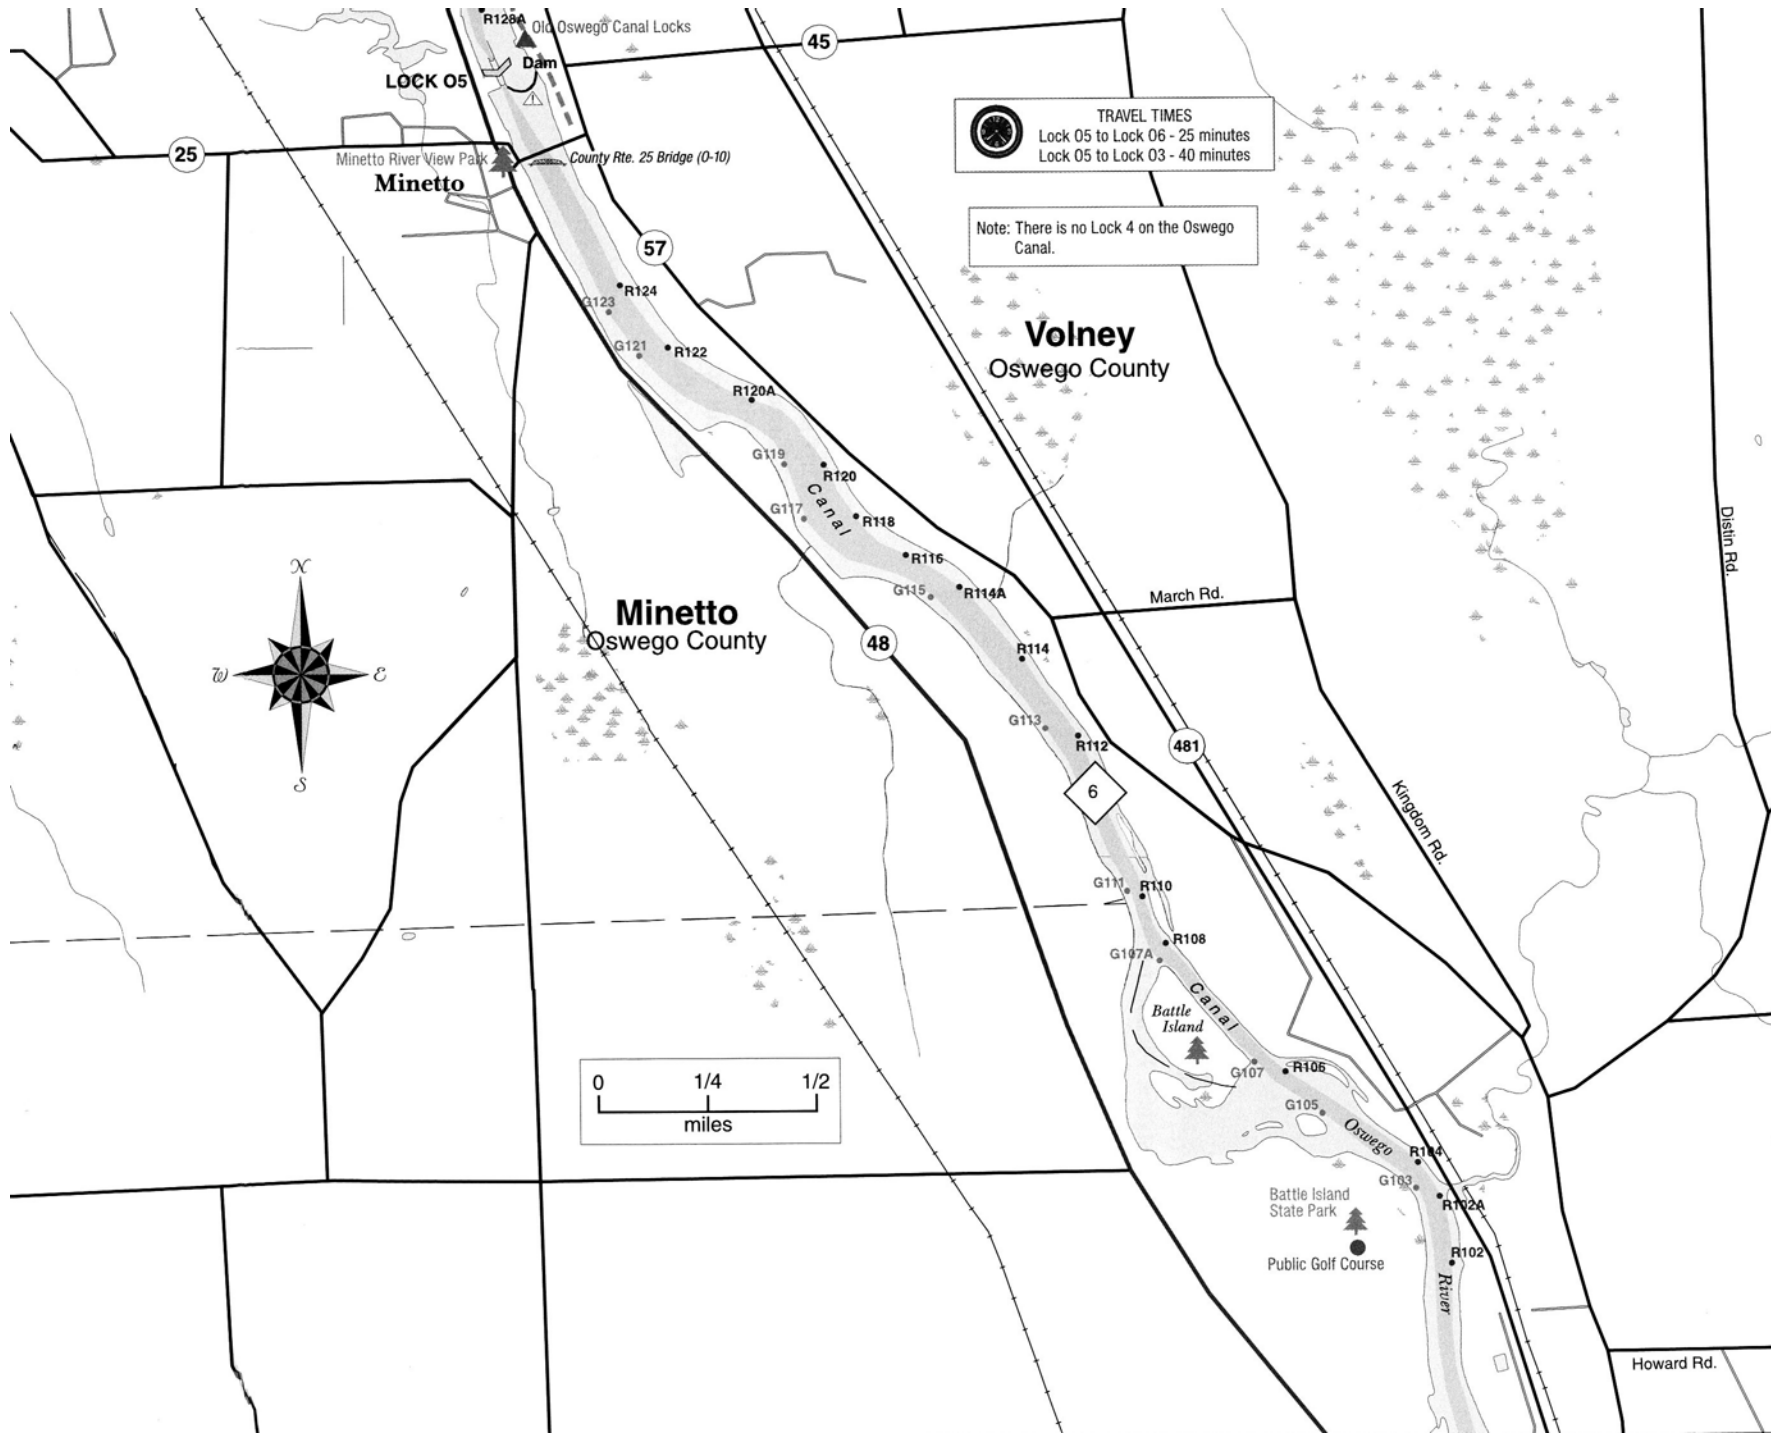 R128A
Old Oswego Canal Locks
45
Dam
LOCK O5
TRAVEL TIMES
Lock O5 to Lock O6 - 25 minutes
Lock O5 to Lock O3 - 40 minutes
25
Minetto River View Park
County Rte. 25 Bridge (O-10)
Minetto
Note: There is no Lock 4 on the Oswego
Canal.
57
R124
G123
Volney
Oswego County
G121
R122
R120A
G119
R120
Canal
G117
R118
R116
G115
R114A
Distin Rd.
N
March Rd.
Minetto
Oswego County
48
W
E
R114
G113
R112
481
S
6
Kingdom Rd.
G111
R110
R108
G107A
Canal
Battle
Island
G107
R106
0 1/4 1/2
miles
G105
Oswego
R104
G103
R102A
Battle Island
State Park
Public Golf Course
R102
River
Howard Rd.